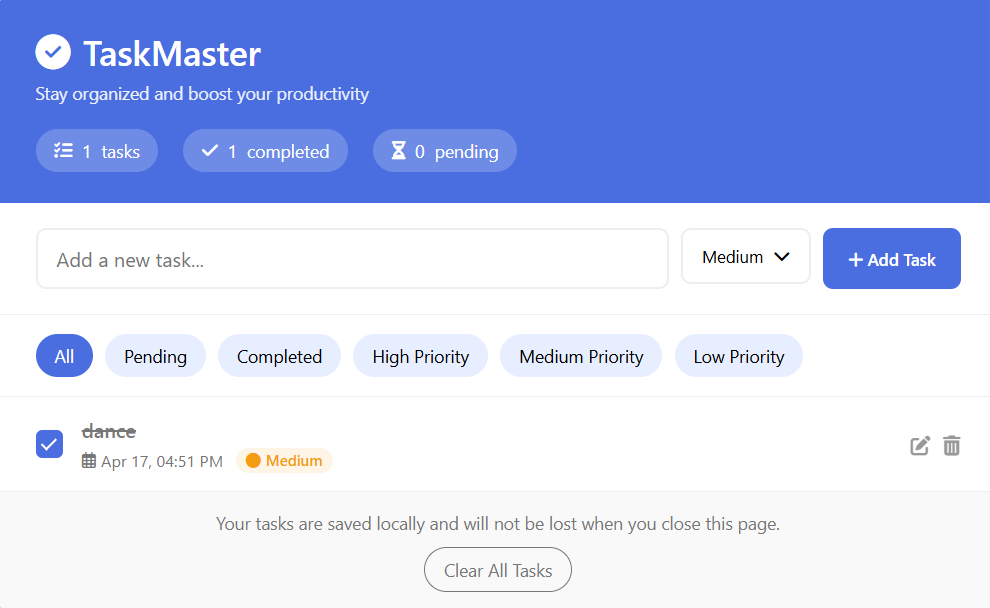 TaskMaster
Stay organized and boost your productivity
1 tasks 1 completed 0 pending
Add a new task... Medium + Add Task
All Pending Completed High Priority Medium Priority Low Priority
dance
Apr 17, 04:51 PM Medium
Your tasks are saved locally and will not be lost when you close this page.
Clear All Tasks